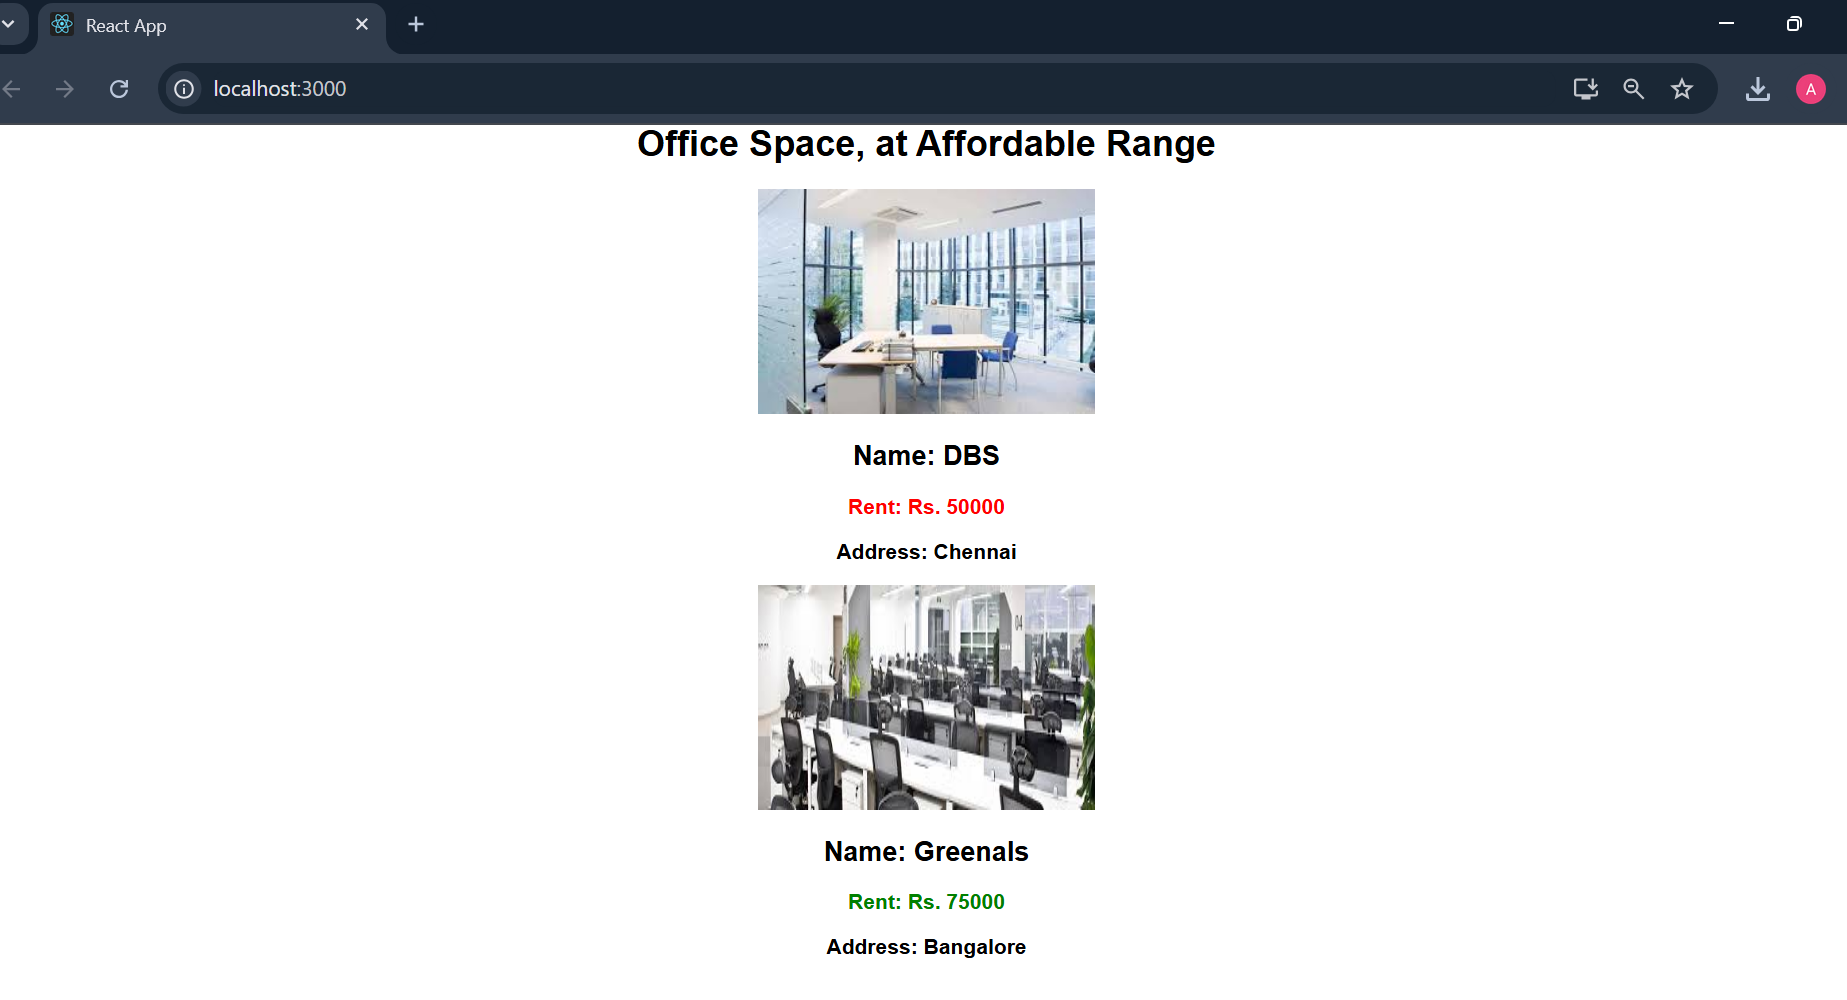 React App
localhost:3000
A
Office Space, at Affordable Range
Name: DBS
Rent: Rs. 50000
Address: Chennai
04
Name: Greenals
Rent: Rs. 75000
Address: Bangalore